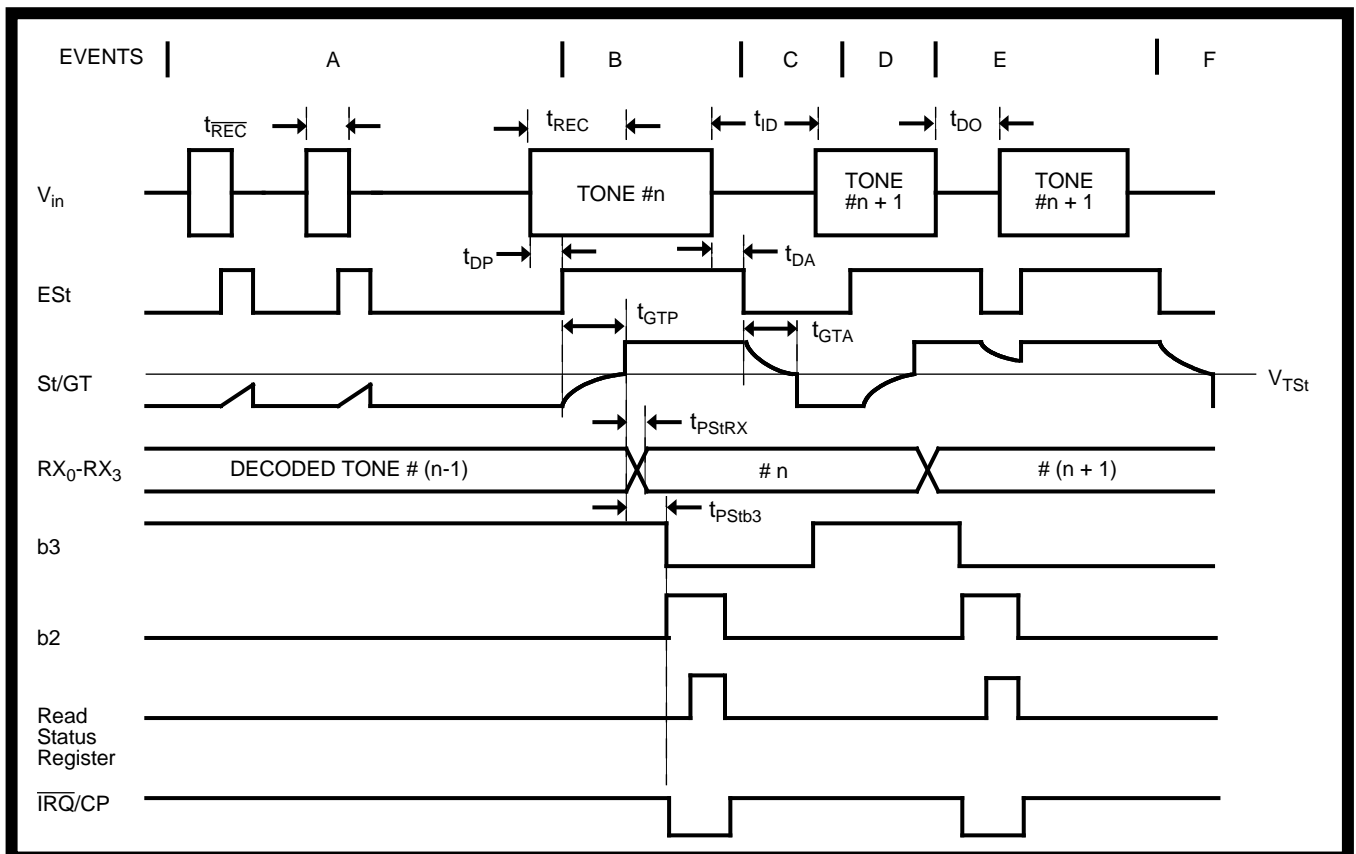 EVENTS A B C D E F
tREC tREC tID tDO
Vin TONE #n TONE #n + 1 TONE #n + 1
tDP tDA
ESt
tGTP tGTA
St/GT VTSt
tPStRX
RX0-RX3 DECODED TONE # (n-1) # n # (n + 1)
tPStb3
b3
b2
Read
Status
Register
IRQ/CP